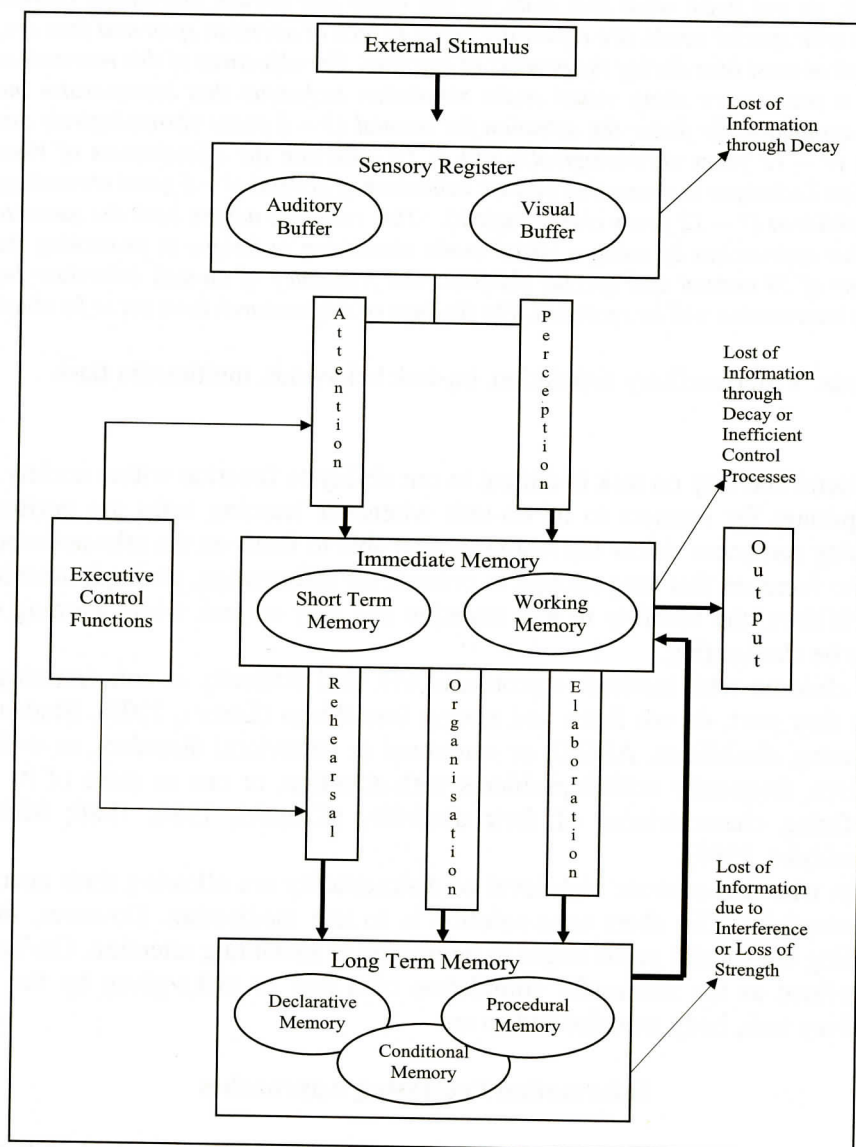 External Stimulus
Lost of
Information
through Decay
Sensory Register
Auditory
Buffer
Visual
Buffer
Attention
Perception
Lost of
Information
through
Decay or
Inefficient
Control
Processes
Executive
Control
Functions
Immediate Memory
Short Term
Memory
Working
Memory
Output
Rehearsal
Organisation
Elaboration
Lost of
Information
due to
Interference
or Loss of
Strength
Long Term Memory
Declarative
Memory
Procedural
Memory
Conditional
Memory